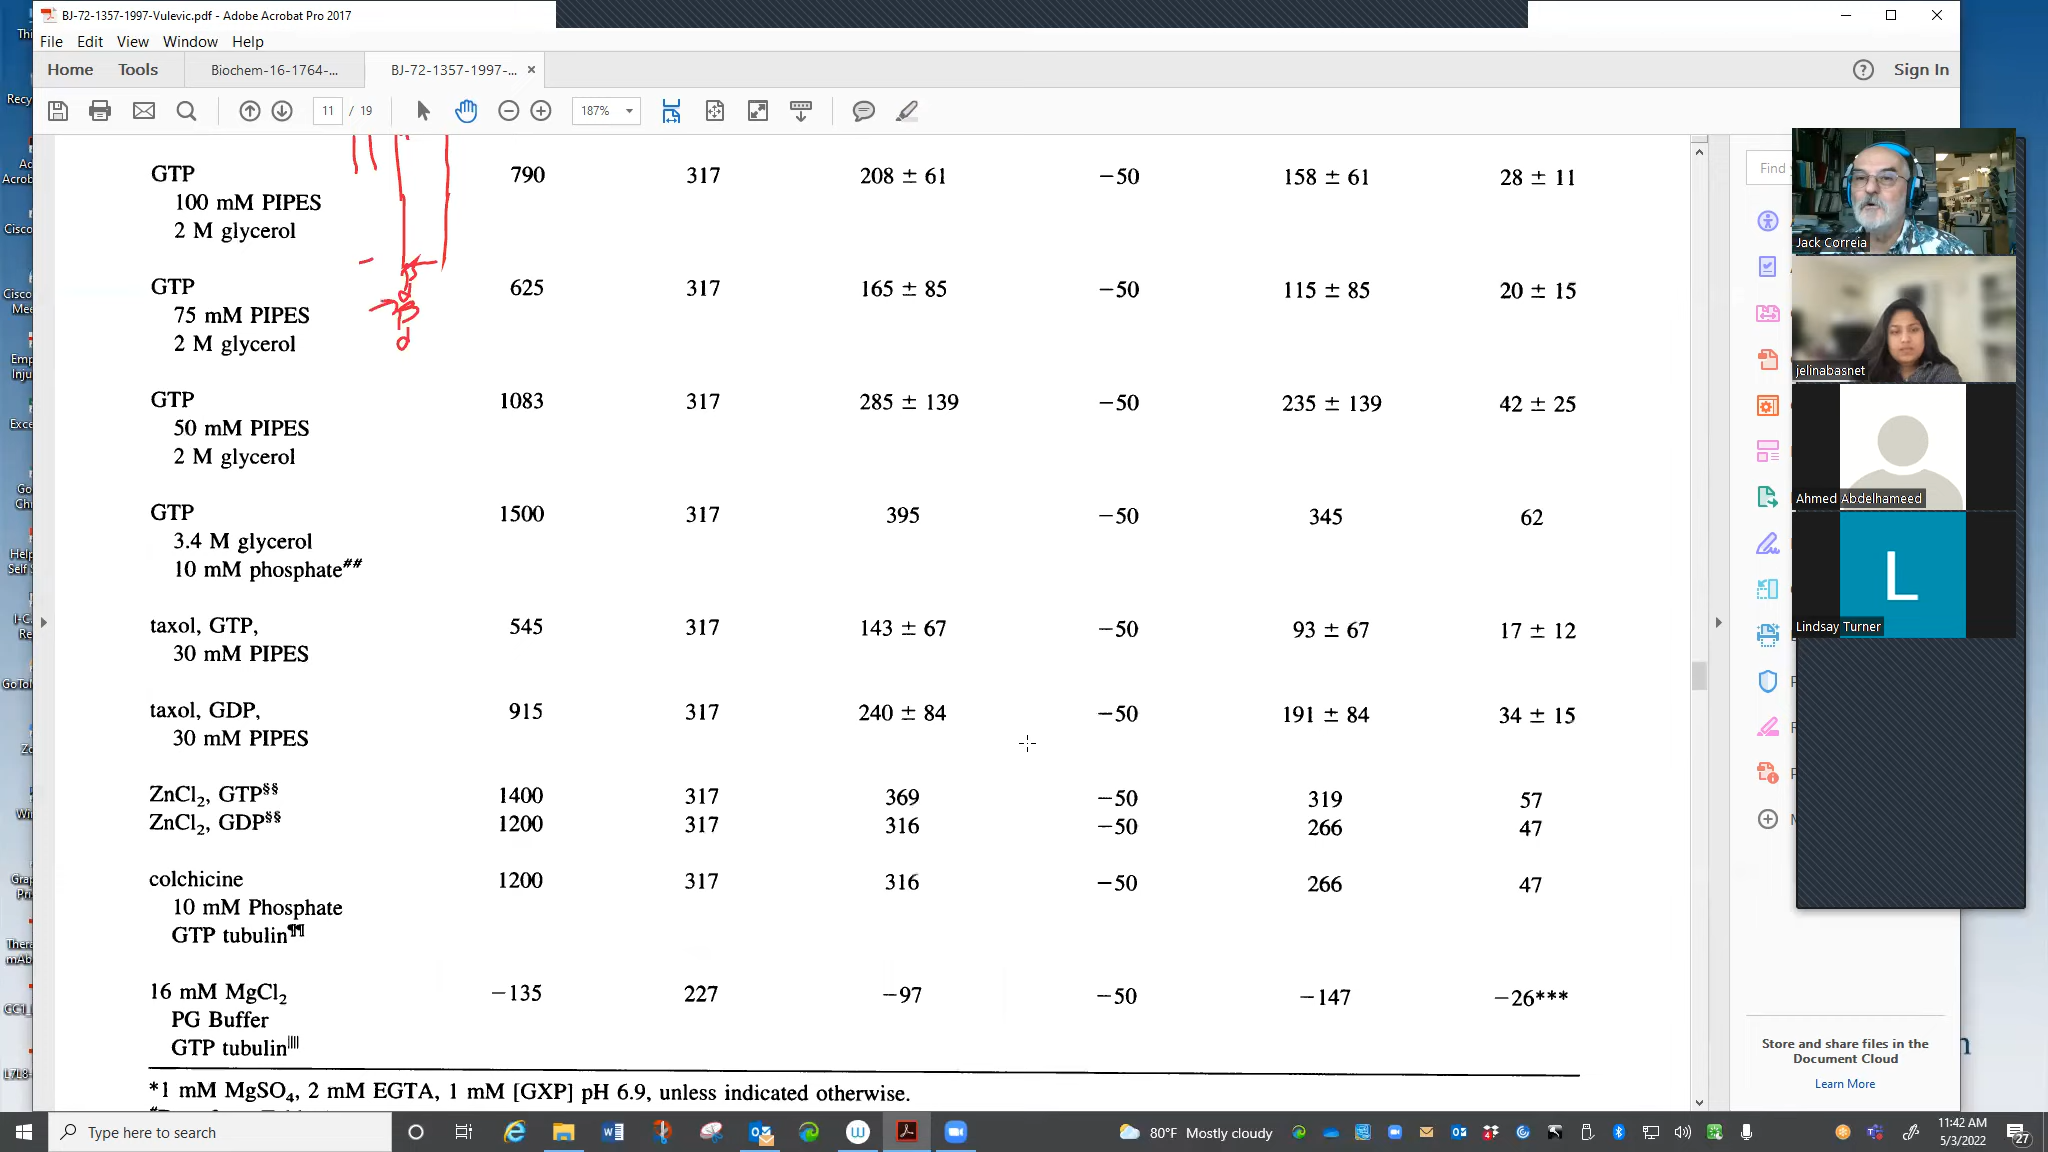 BJ-72-1357-1997-Vulevic.pdf - Adobe Acrobat Pro 2017
File Edit View Window Help
Home Tools Biochem-16-1764-... BJ-72-1357-1997-... × Sign In
11 / 19 187%
GTP 790 317 208 ± 61 −50 158 ± 61 28 ± 11
100 mM PIPES
2 M glycerol
GTP 625 317 165 ± 85 −50 115 ± 85 20 ± 15
75 mM PIPES
2 M glycerol
GTP 1083 317 285 ± 139 −50 235 ± 139 42 ± 25
50 mM PIPES
2 M glycerol
GTP 1500 317 395 −50 345 62
3.4 M glycerol
10 mM phosphate##
taxol, GTP, 545 317 143 ± 67 −50 93 ± 67 17 ± 12
30 mM PIPES
taxol, GDP, 915 317 240 ± 84 −50 191 ± 84 34 ± 15
30 mM PIPES
ZnCl₂, GTP§§ 1400 317 369 −50 319 57
ZnCl₂, GDP§§ 1200 317 316 −50 266 47
colchicine 1200 317 316 −50 266 47
10 mM Phosphate
GTP tubulin¶¶
16 mM MgCl₂ −135 227 −97 −50 −147 −26***
PG Buffer
GTP tubulin‖‖
*1 mM MgSO₄, 2 mM EGTA, 1 mM [GXP] pH 6.9, unless indicated otherwise.
Find
Jack Correia
jelinabasnet
Ahmed Abdelhameed
L
Lindsay Turner
Store and share files in the
Document Cloud
Learn More
Type here to search
80°F Mostly cloudy
11:42 AM
5/3/2022
27